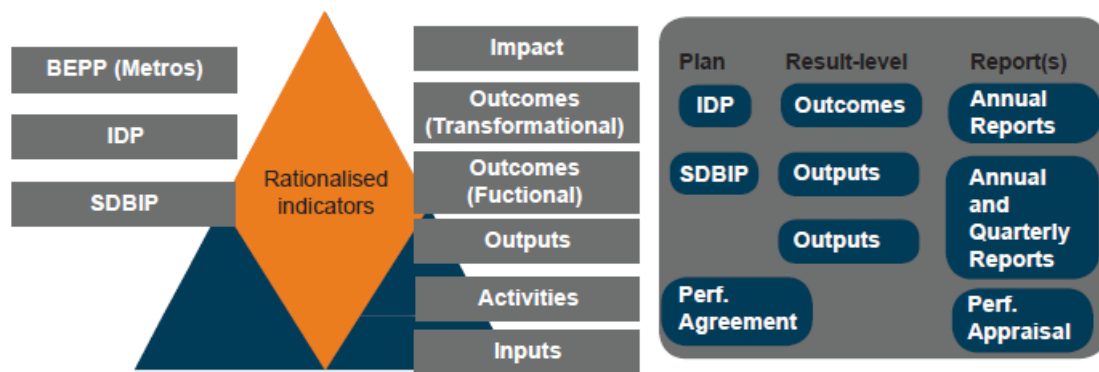 BEPP (Metros)
IDP
SDBIP
Rationalised
indicators
Impact
Outcomes
(Transformational)
Outcomes
(Fuctional)
Outputs
Activities
Inputs
Plan Result-level Report(s)
IDP Outcomes Annual
Reports
SDBIP Outputs Annual
and
Quarterly
Reports
Outputs
Perf.
Agreement
Perf.
Appraisal